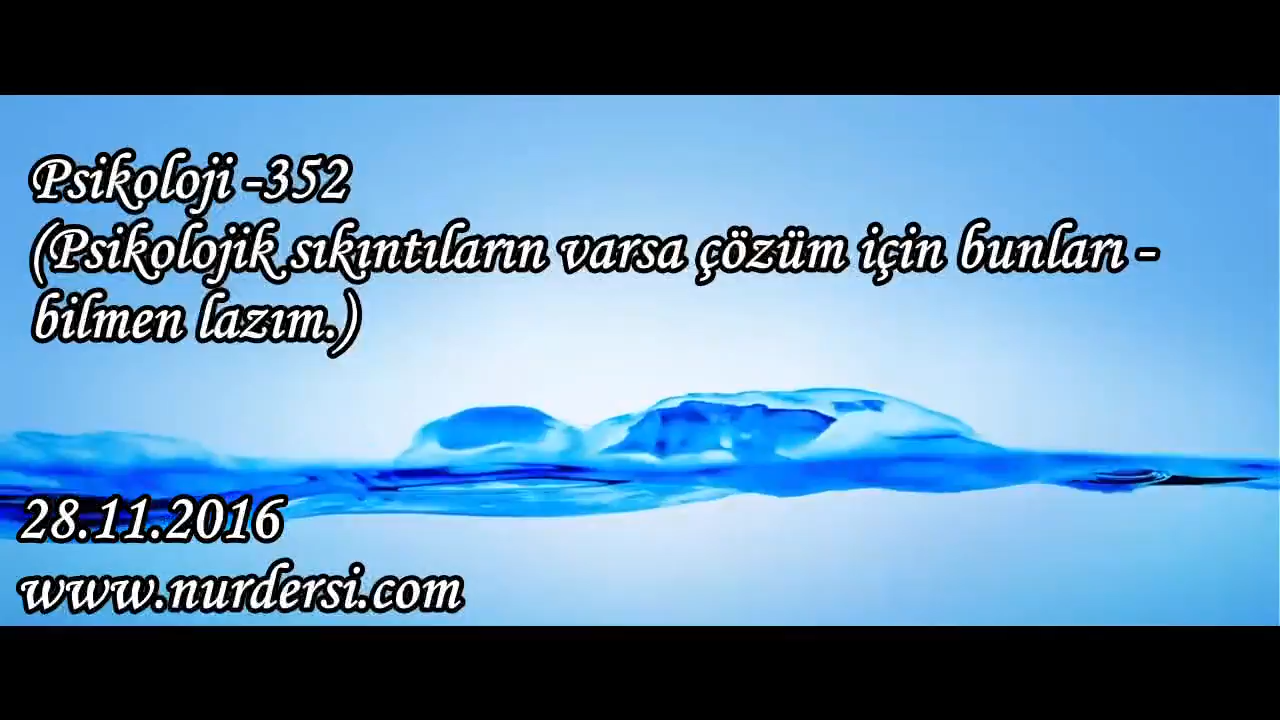 Psikoloji -352
(Psikolojik sıkıntıların varsa çözüm için bunları -
bilmen lazım.)
28.11.2016
www.nurdersi.com